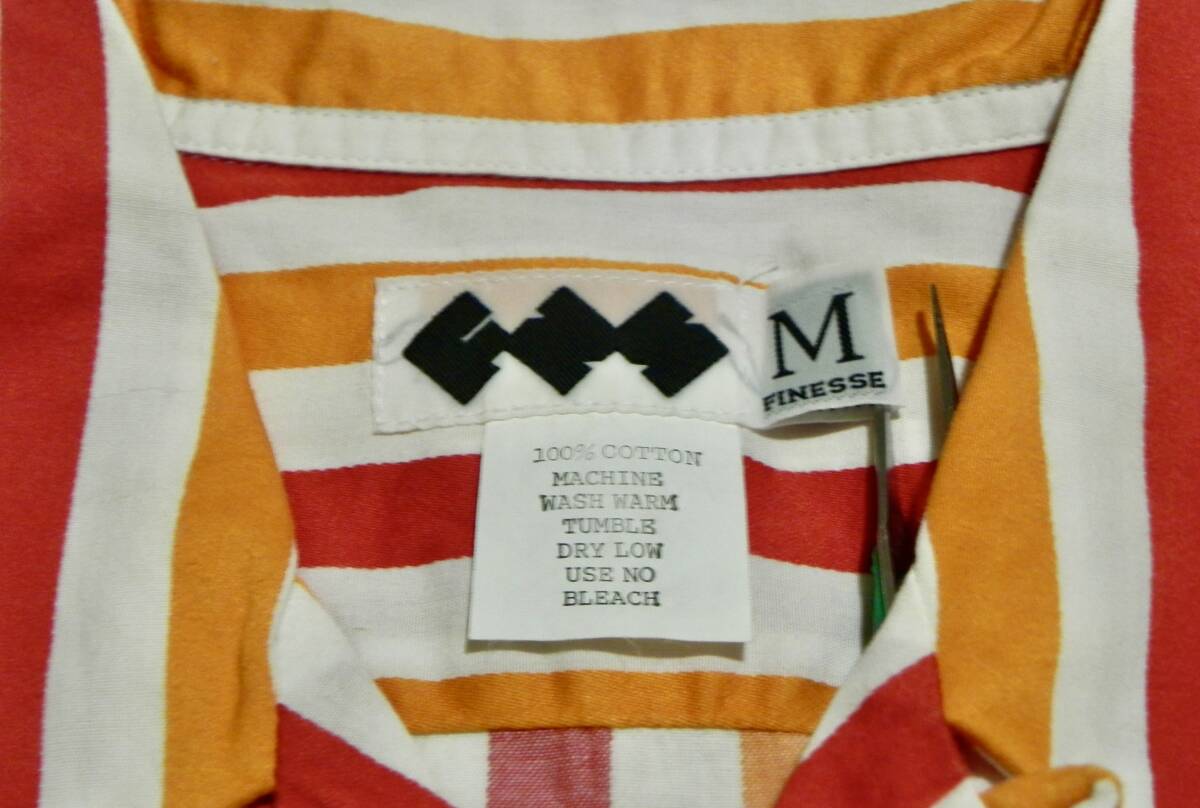 M
FINESSE
100% COTTON
MACHINE
WASH WARM
TUMBLE
DRY LOW
USE NO
BLEACH